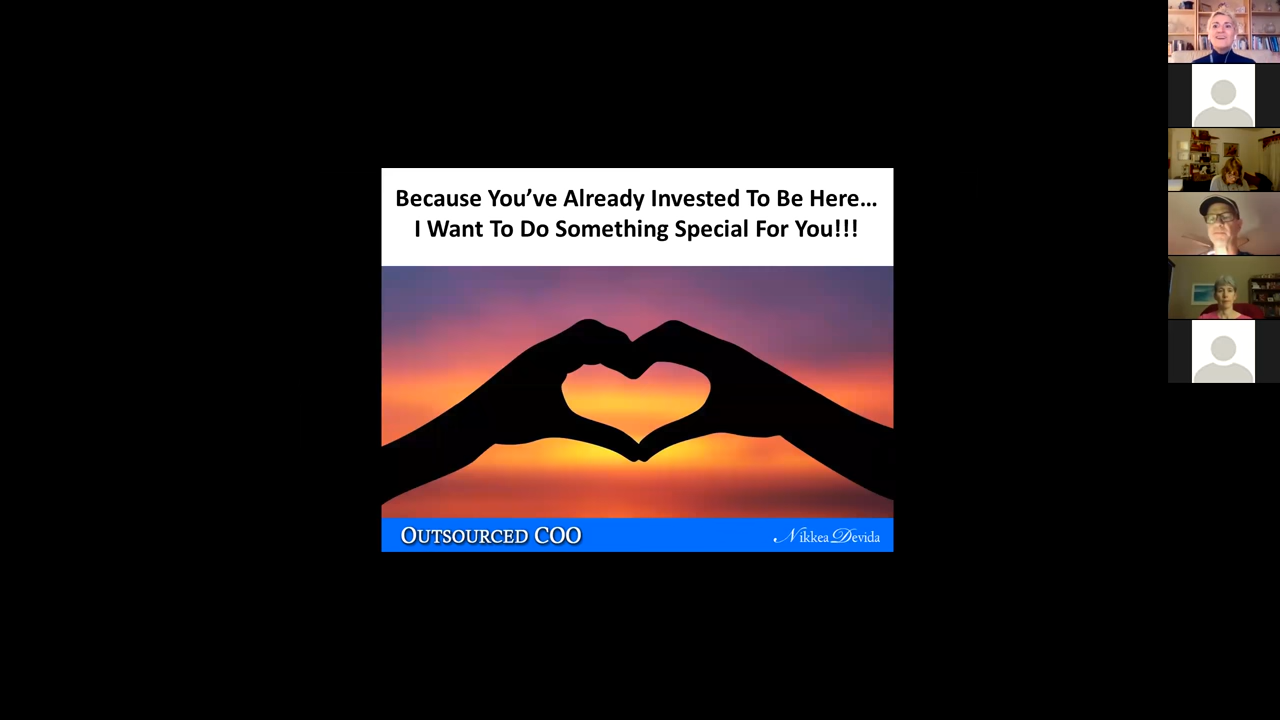 Because You’ve Already Invested To Be Here…
I Want To Do Something Special For You!!!
OUTSOURCED COO
Nikkea Devida